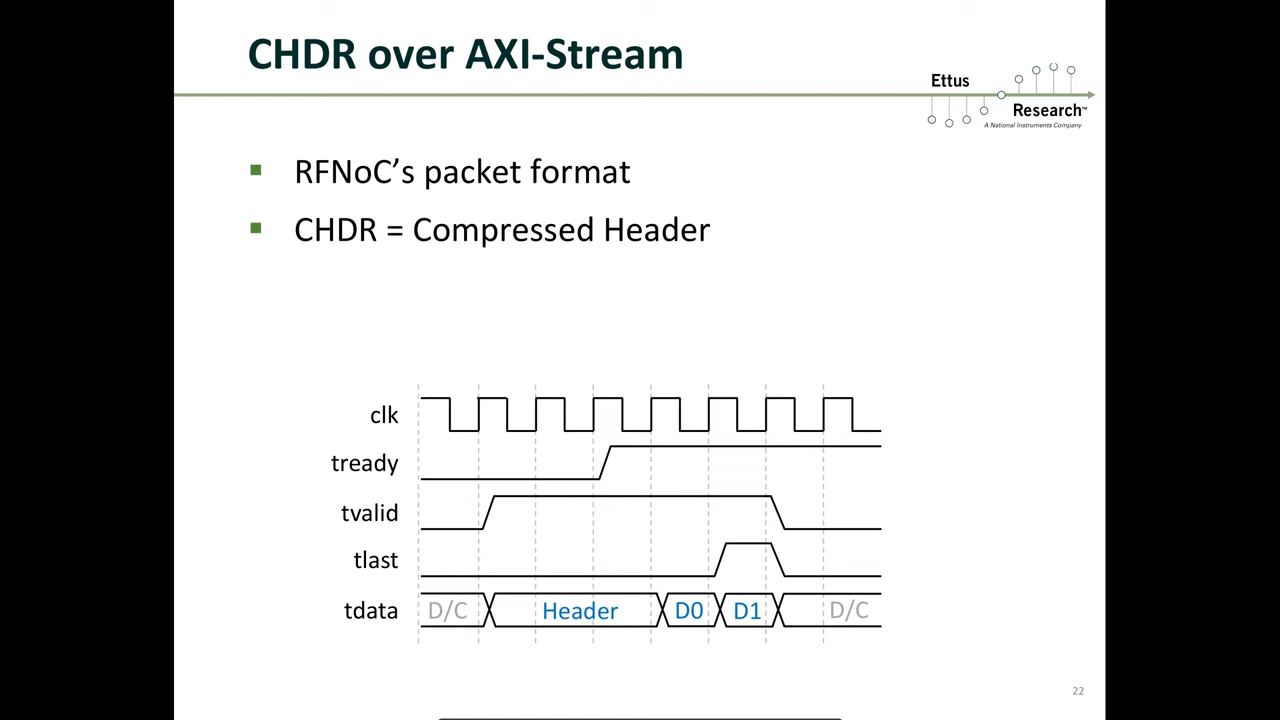 CHDR over AXI-Stream
Ettus
Research™
A National Instruments Company
RFNoC’s packet format
CHDR = Compressed Header
clk
tready
tvalid
tlast
tdata D/C Header D0 D1 D/C
22